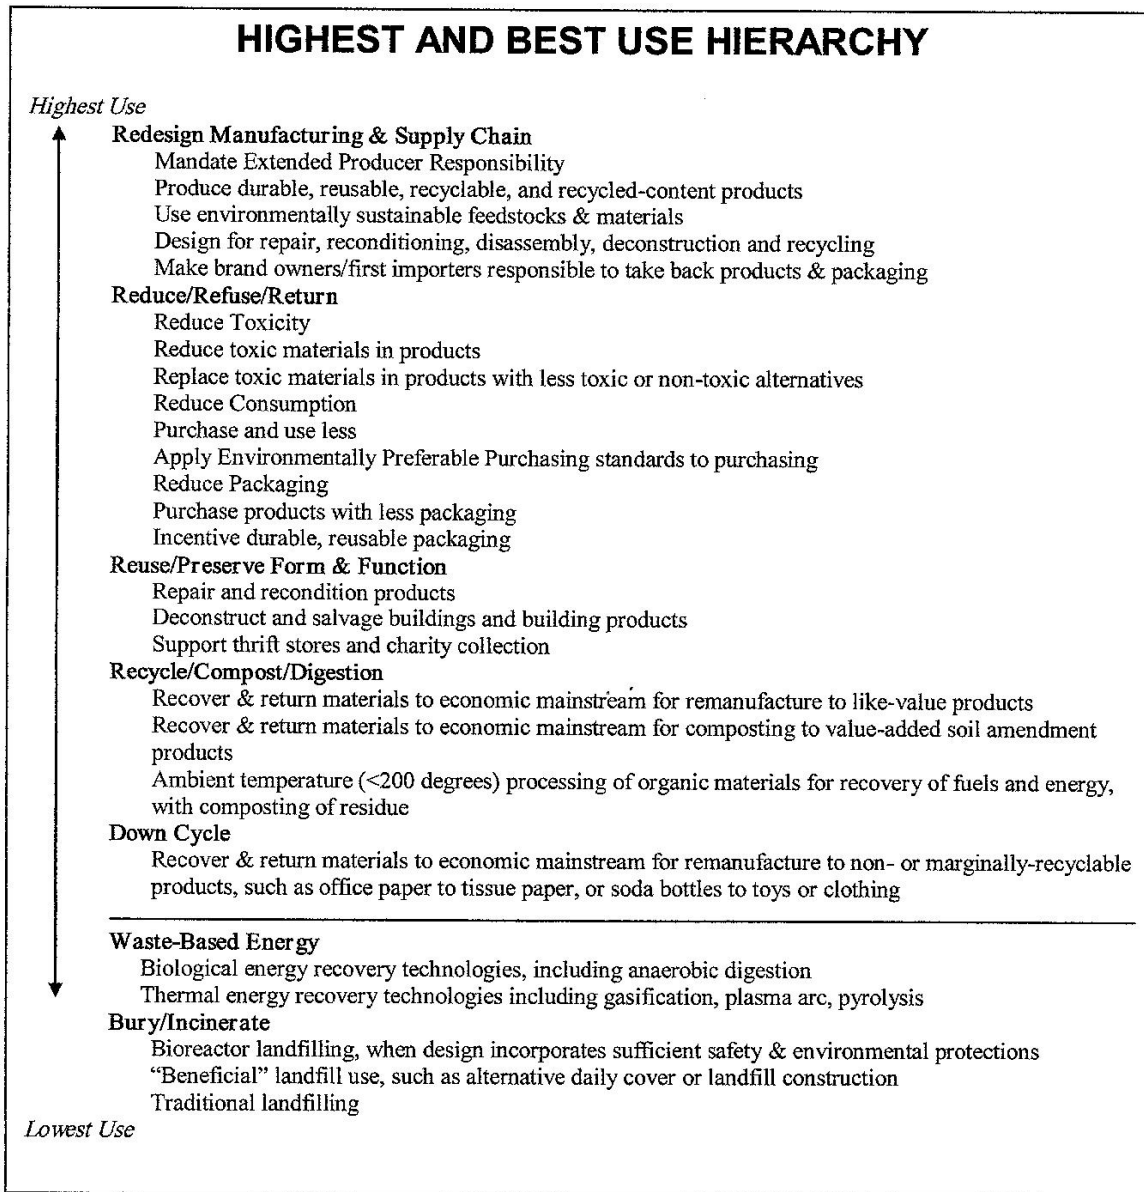 HIGHEST AND BEST USE HIERARCHY
Highest Use
Redesign Manufacturing & Supply Chain
Mandate Extended Producer Responsibility
Produce durable, reusable, recyclable, and recycled-content products
Use environmentally sustainable feedstocks & materials
Design for repair, reconditioning, disassembly, deconstruction and recycling
Make brand owners/first importers responsible to take back products & packaging
Reduce/Refuse/Return
Reduce Toxicity
Reduce toxic materials in products
Replace toxic materials in products with less toxic or non-toxic alternatives
Reduce Consumption
Purchase and use less
Apply Environmentally Preferable Purchasing standards to purchasing
Reduce Packaging
Purchase products with less packaging
Incentive durable, reusable packaging
Reuse/Preserve Form & Function
Repair and recondition products
Deconstruct and salvage buildings and building products
Support thrift stores and charity collection
Recycle/Compost/Digestion
Recover & return materials to economic mainstream for remanufacture to like-value products
Recover & return materials to economic mainstream for composting to value-added soil amendment
products
Ambient temperature (<200 degrees) processing of organic materials for recovery of fuels and energy,
with composting of residue
Down Cycle
Recover & return materials to economic mainstream for remanufacture to non- or marginally-recyclable
products, such as office paper to tissue paper, or soda bottles to toys or clothing
Waste-Based Energy
Biological energy recovery technologies, including anaerobic digestion
Thermal energy recovery technologies including gasification, plasma arc, pyrolysis
Bury/Incinerate
Bioreactor landfilling, when design incorporates sufficient safety & environmental protections
“Beneficial” landfill use, such as alternative daily cover or landfill construction
Traditional landfilling
Lowest Use